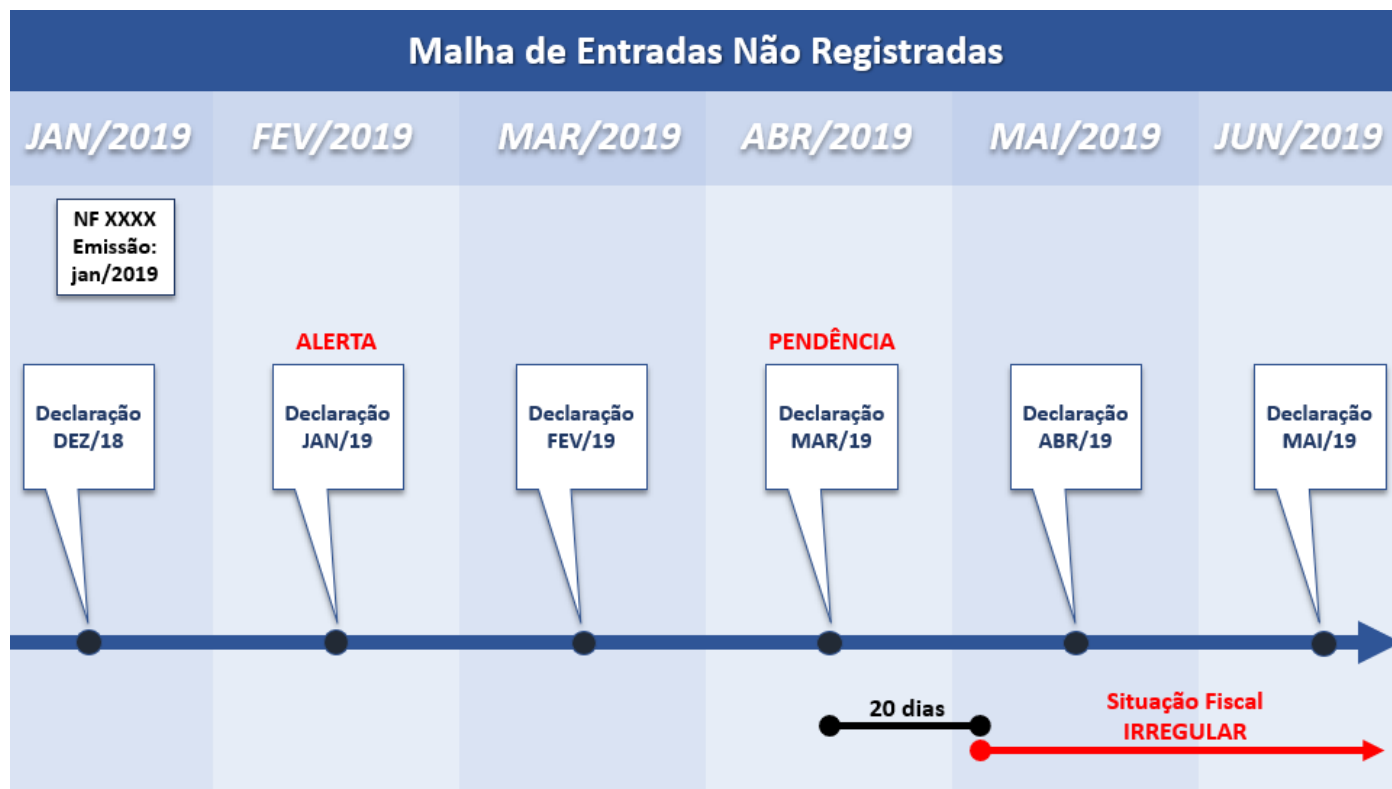 Malha de Entradas Não Registradas
JAN/2019
FEV/2019
MAR/2019
ABR/2019
MAI/2019
JUN/2019
NF XXXX
Emissão:
jan/2019
ALERTA
PENDÊNCIA
Declaração
DEZ/18
Declaração
JAN/19
Declaração
FEV/19
Declaração
MAR/19
Declaração
ABR/19
Declaração
MAI/19
20 dias
Situação Fiscal
IRREGULAR